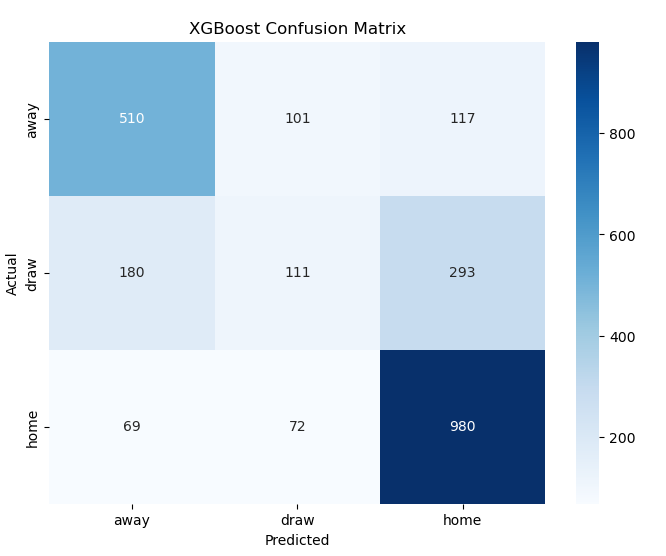 XGBoost Confusion Matrix
away
510
101
117
800
Actual
draw
180
111
293
600
400
home
69
72
980
200
away
draw
home
Predicted